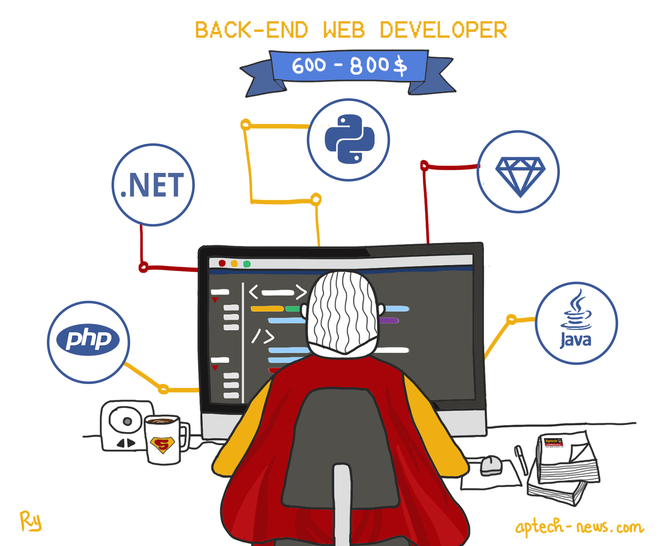 BACK-END WEB DEVELOPER
600 - 800$
.NET
php
Java
< >
/>
S
Ry
aptech-news.com